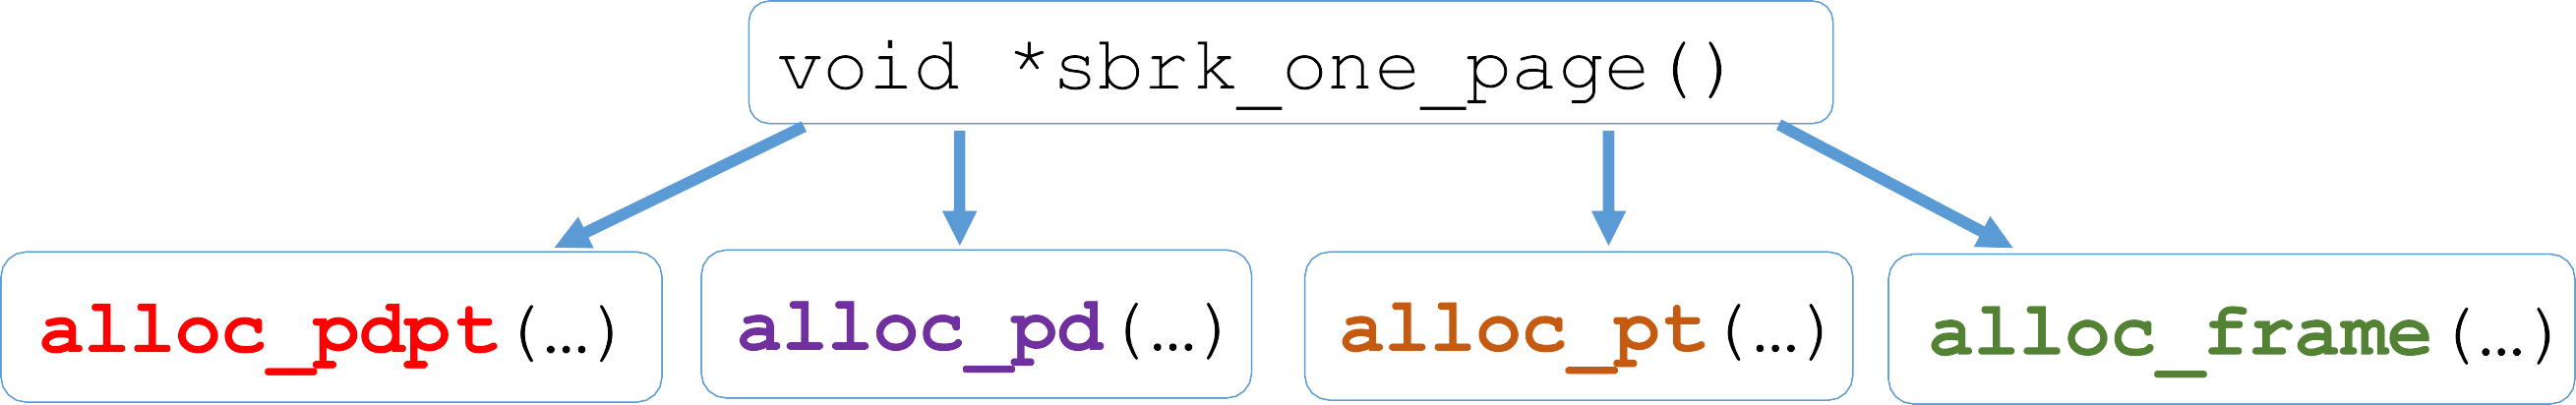 void *sbrk_one_page()
alloc_pdpt(…) alloc_pd(…) alloc_pt(…) alloc_frame(…)